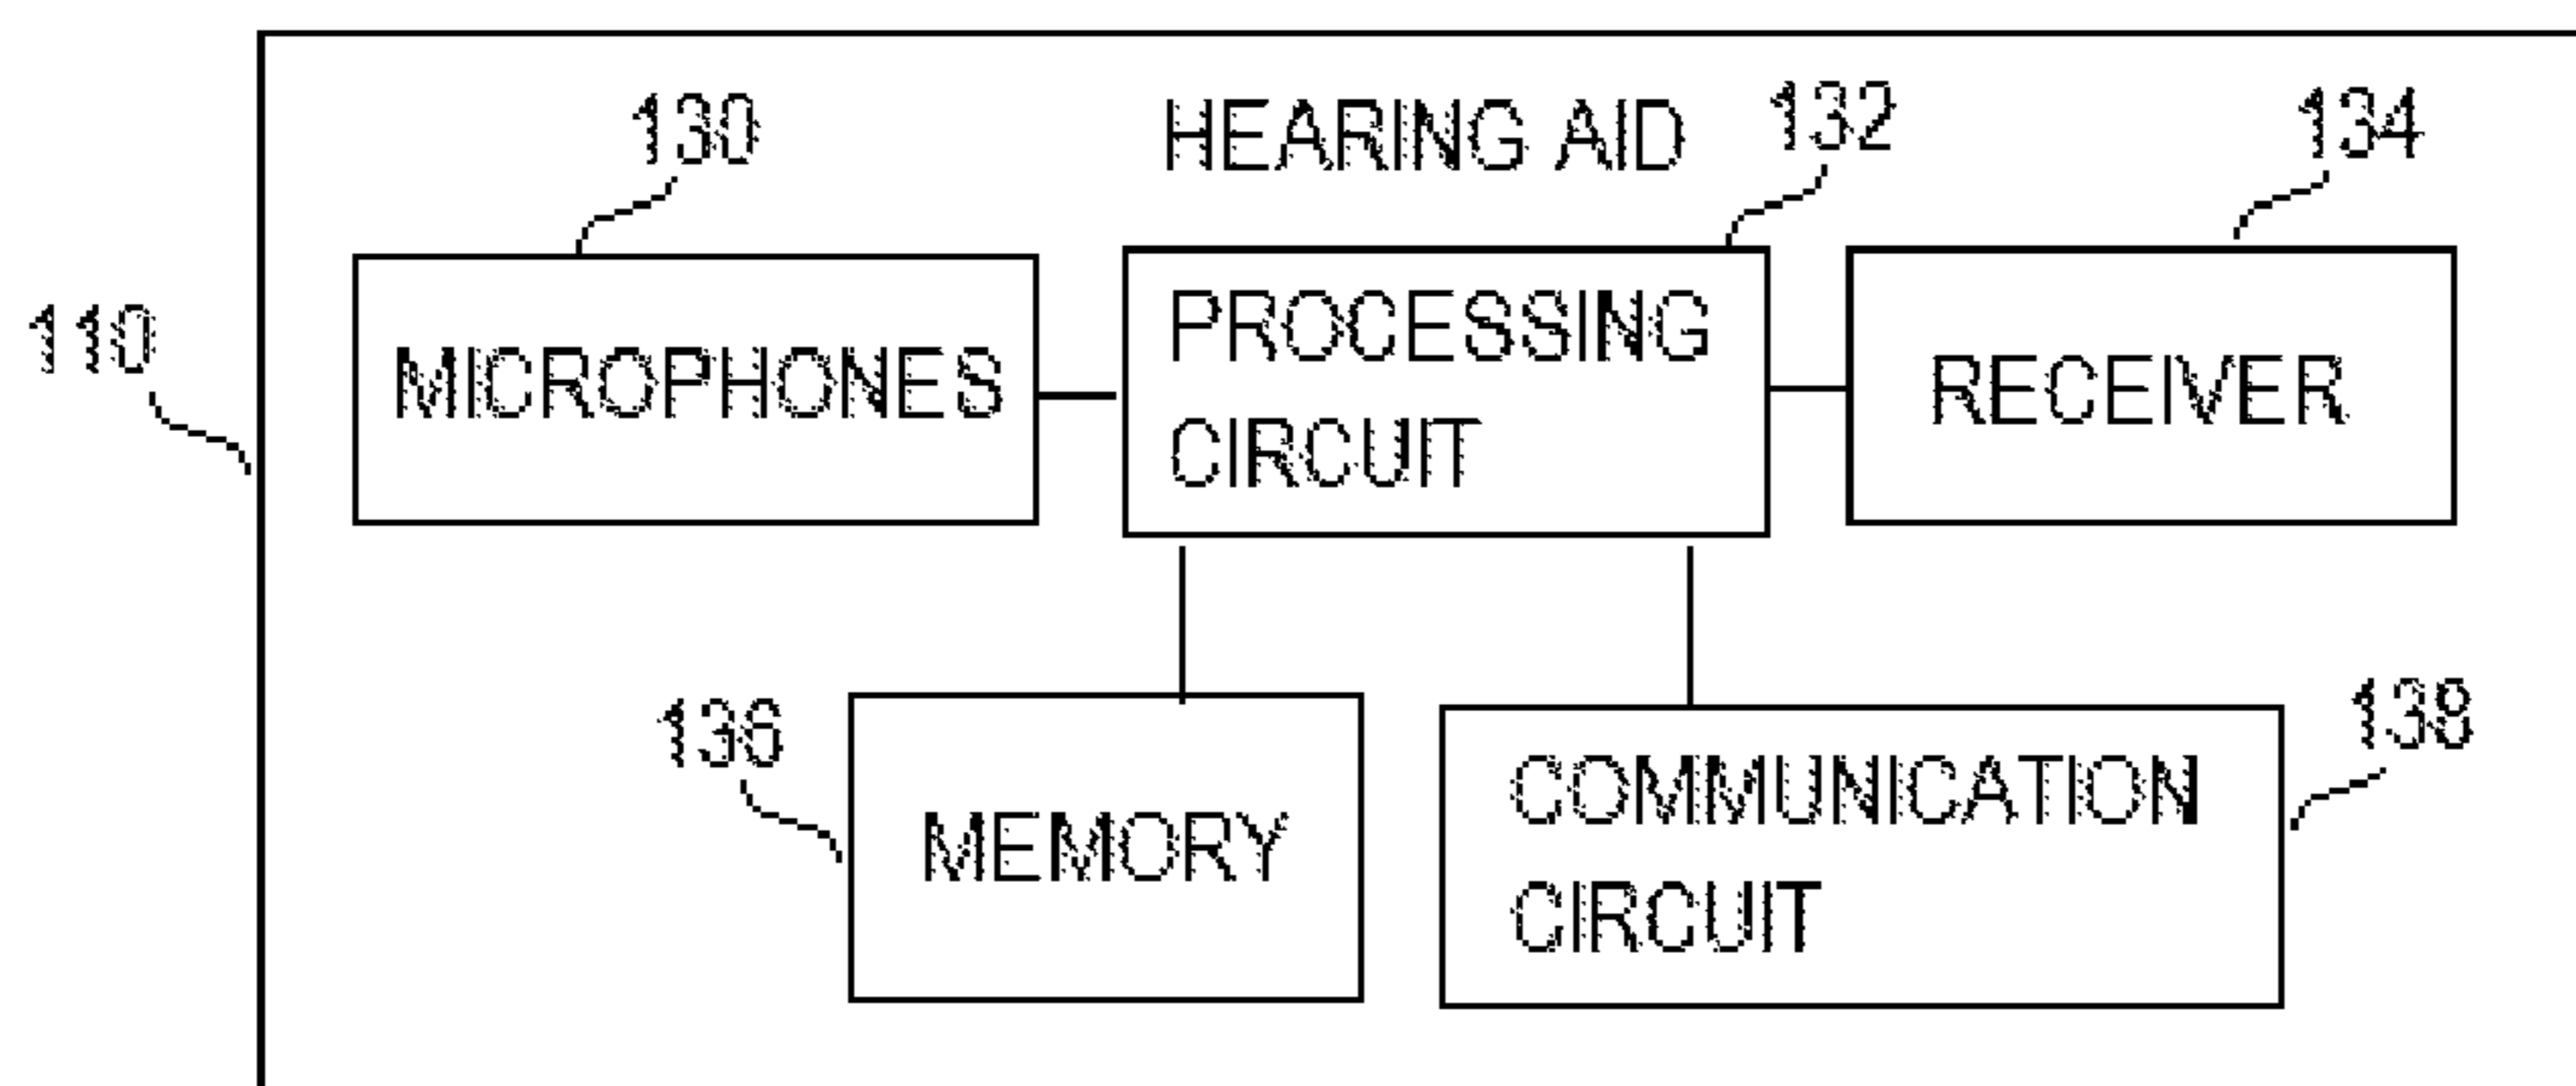 130
HEARING AID
132
134
110
MICROPHONES
PROCESSING
CIRCUIT
RECEIVER
136
MEMORY
COMMUNICATION
CIRCUIT
138